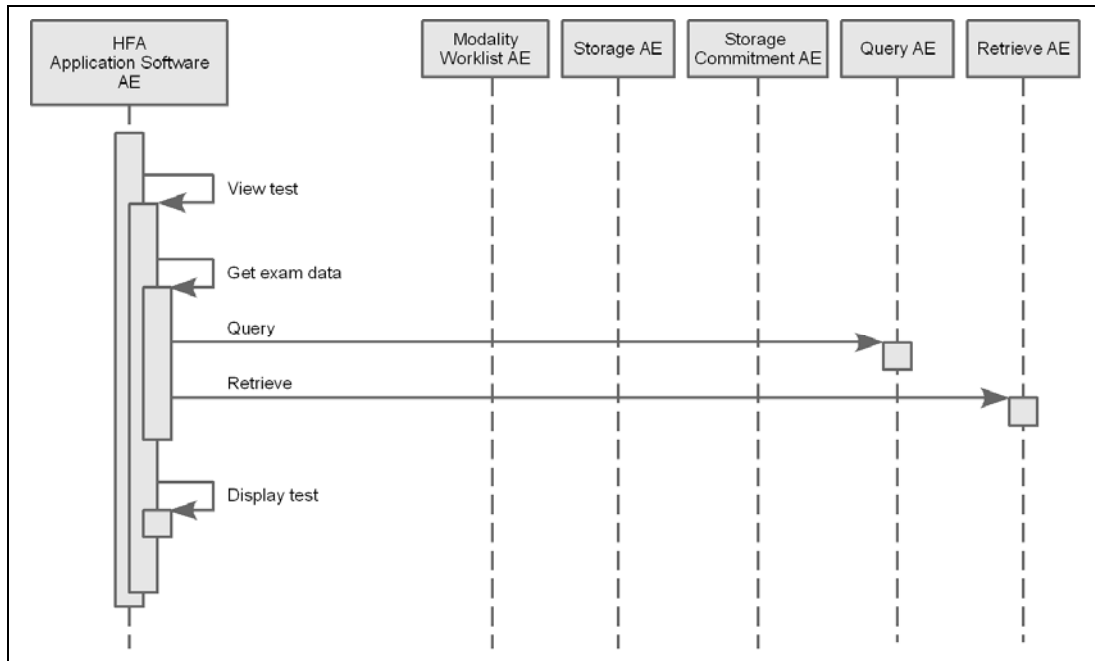 HFA
Application Software
AE
Modality
Worklist AE
Storage AE
Storage
Commitment AE
Query AE
Retrieve AE
View test
Get exam data
Query
Retrieve
Display test